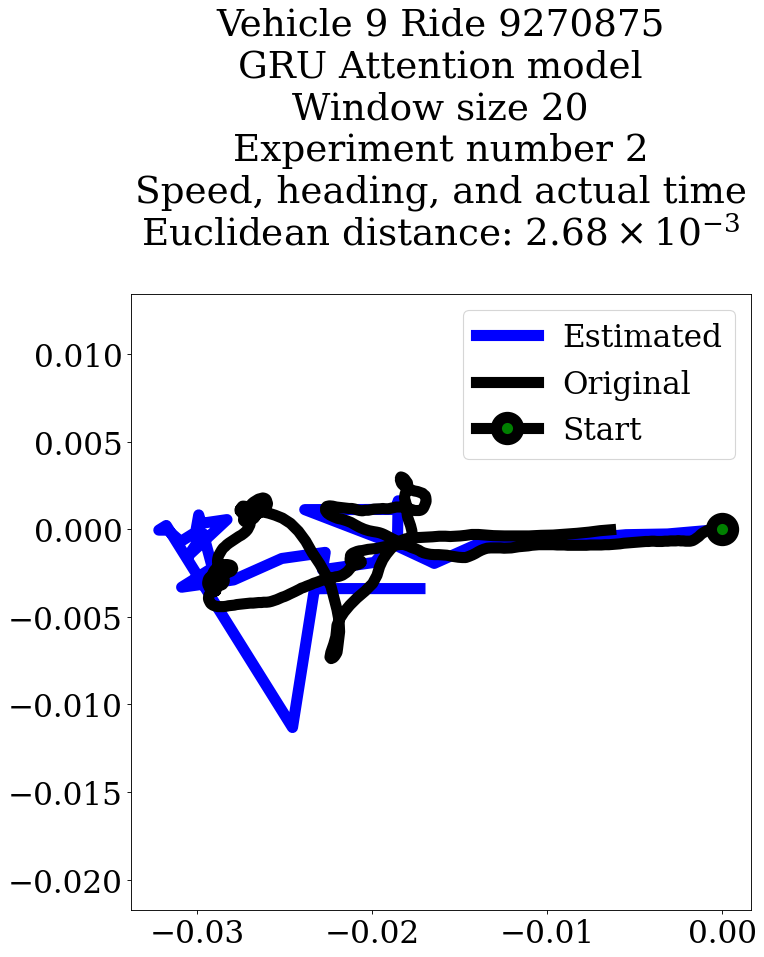 Vehicle 9 Ride 9270875
GRU Attention model
Window size 20
Experiment number 2
Speed, heading, and actual time
Euclidean distance: 2.68 × 10⁻³
Estimated
Original
Start
0.010
0.005
0.000
−0.005
−0.010
−0.015
−0.020
−0.03
−0.02
−0.01
0.00